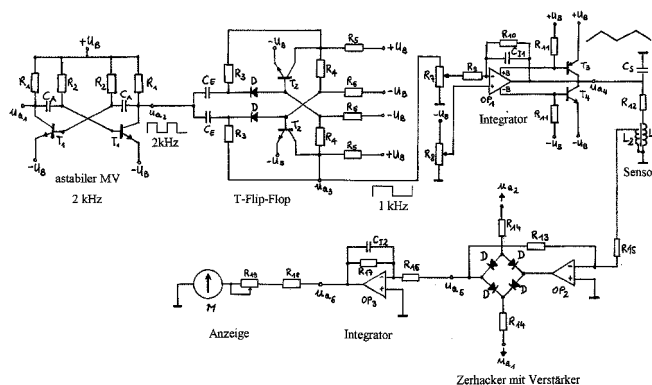 +U_B
R_1
R_2
R_2
R_1
C_A
C_A
u_a1
u_a2
T_1
T_1
-U_B
-U_B
2kHz
astabiler MV
2 kHz
C_E
C_E
R_3
R_3
D
D
-U_B
T_2
T_2
-U_B
R_4
R_4
R_5
+U_B
R_6
-U_B
R_6
-U_B
R_5
+U_B
u_a3
T-Flip-Flop
1 kHz
R_7
-U_B
R_8
R_9
R_10
C_I1
OP_1
+B
-B
Integrator
+U_B
R_11
+U_B
T_3
T_4
R_11
-U_B
-U_B
u_a4
C_S
R_12
L_2
L
Senso
R_15
u_a2
R_14
R_13
D
D
D
D
OP_2
R_14
u_a1
Zerhacker mit Verstärker
u_a5
R_16
C_I2
R_17
OP_3
Integrator
u_a6
R_18
R_19
M
Anzeige